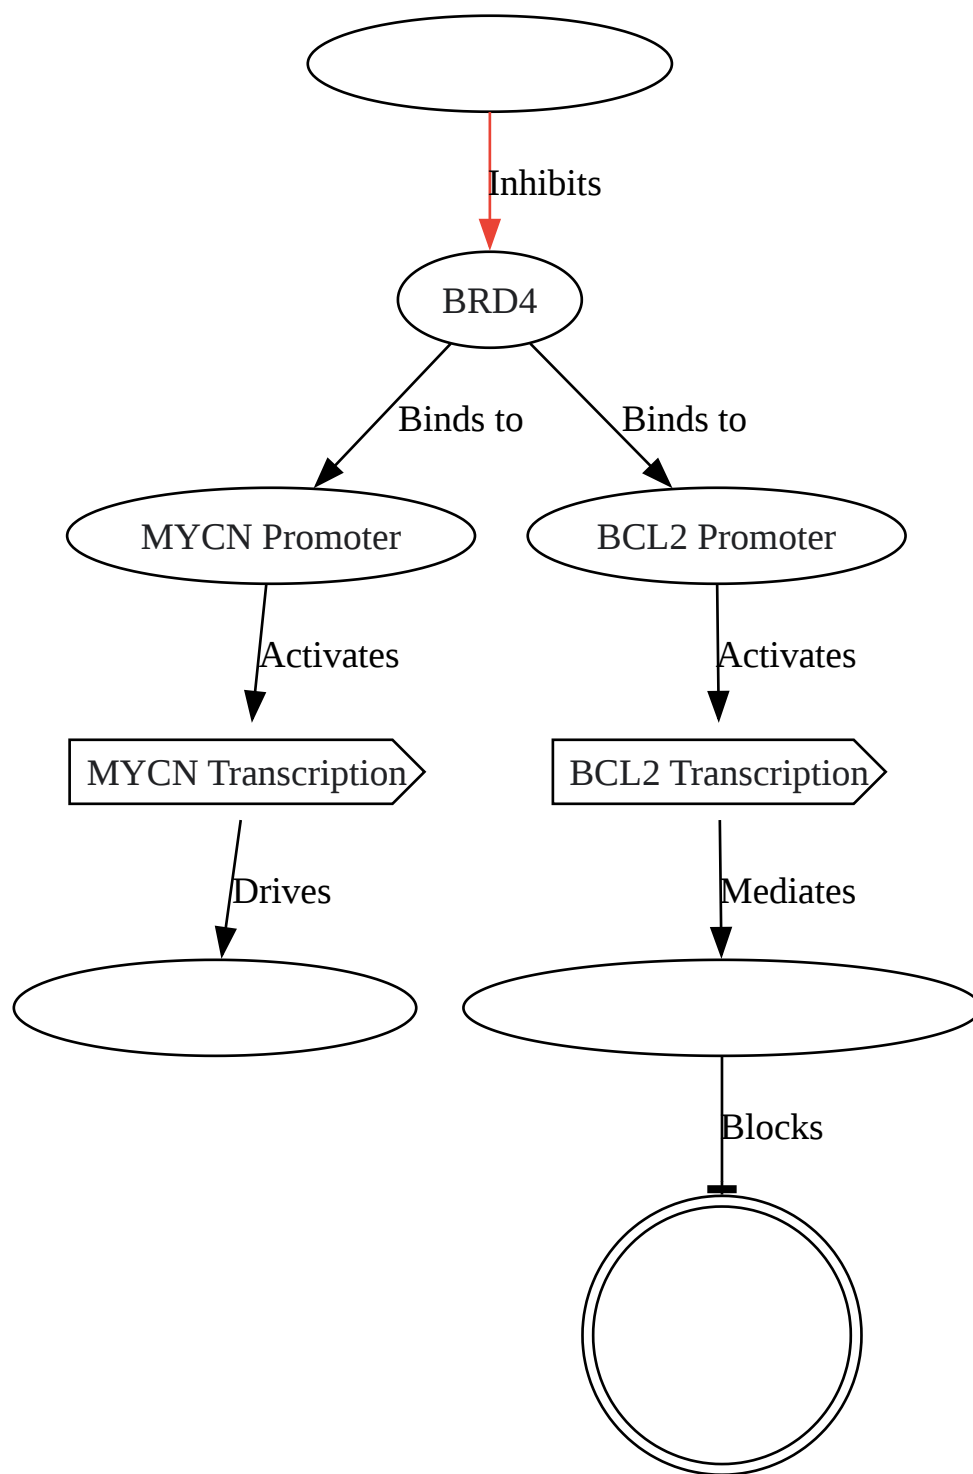 Inhibits
BRD4
Binds to
Binds to
MYCN Promoter
BCL2 Promoter
Activates
Activates
MYCN Transcription
BCL2 Transcription
Drives
Mediates
Blocks